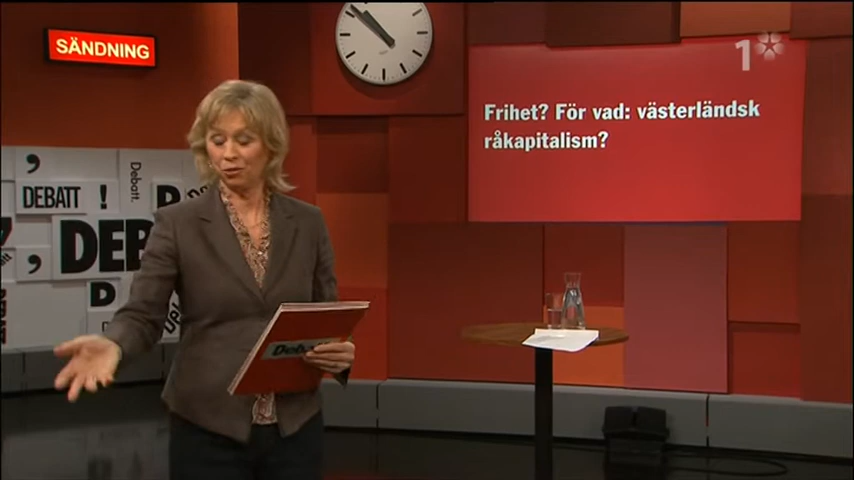 SÄNDNING
1
Frihet? För vad: västerländsk
råkapitalism?
Debatt.
DEBATT
!
DEB
Debatt